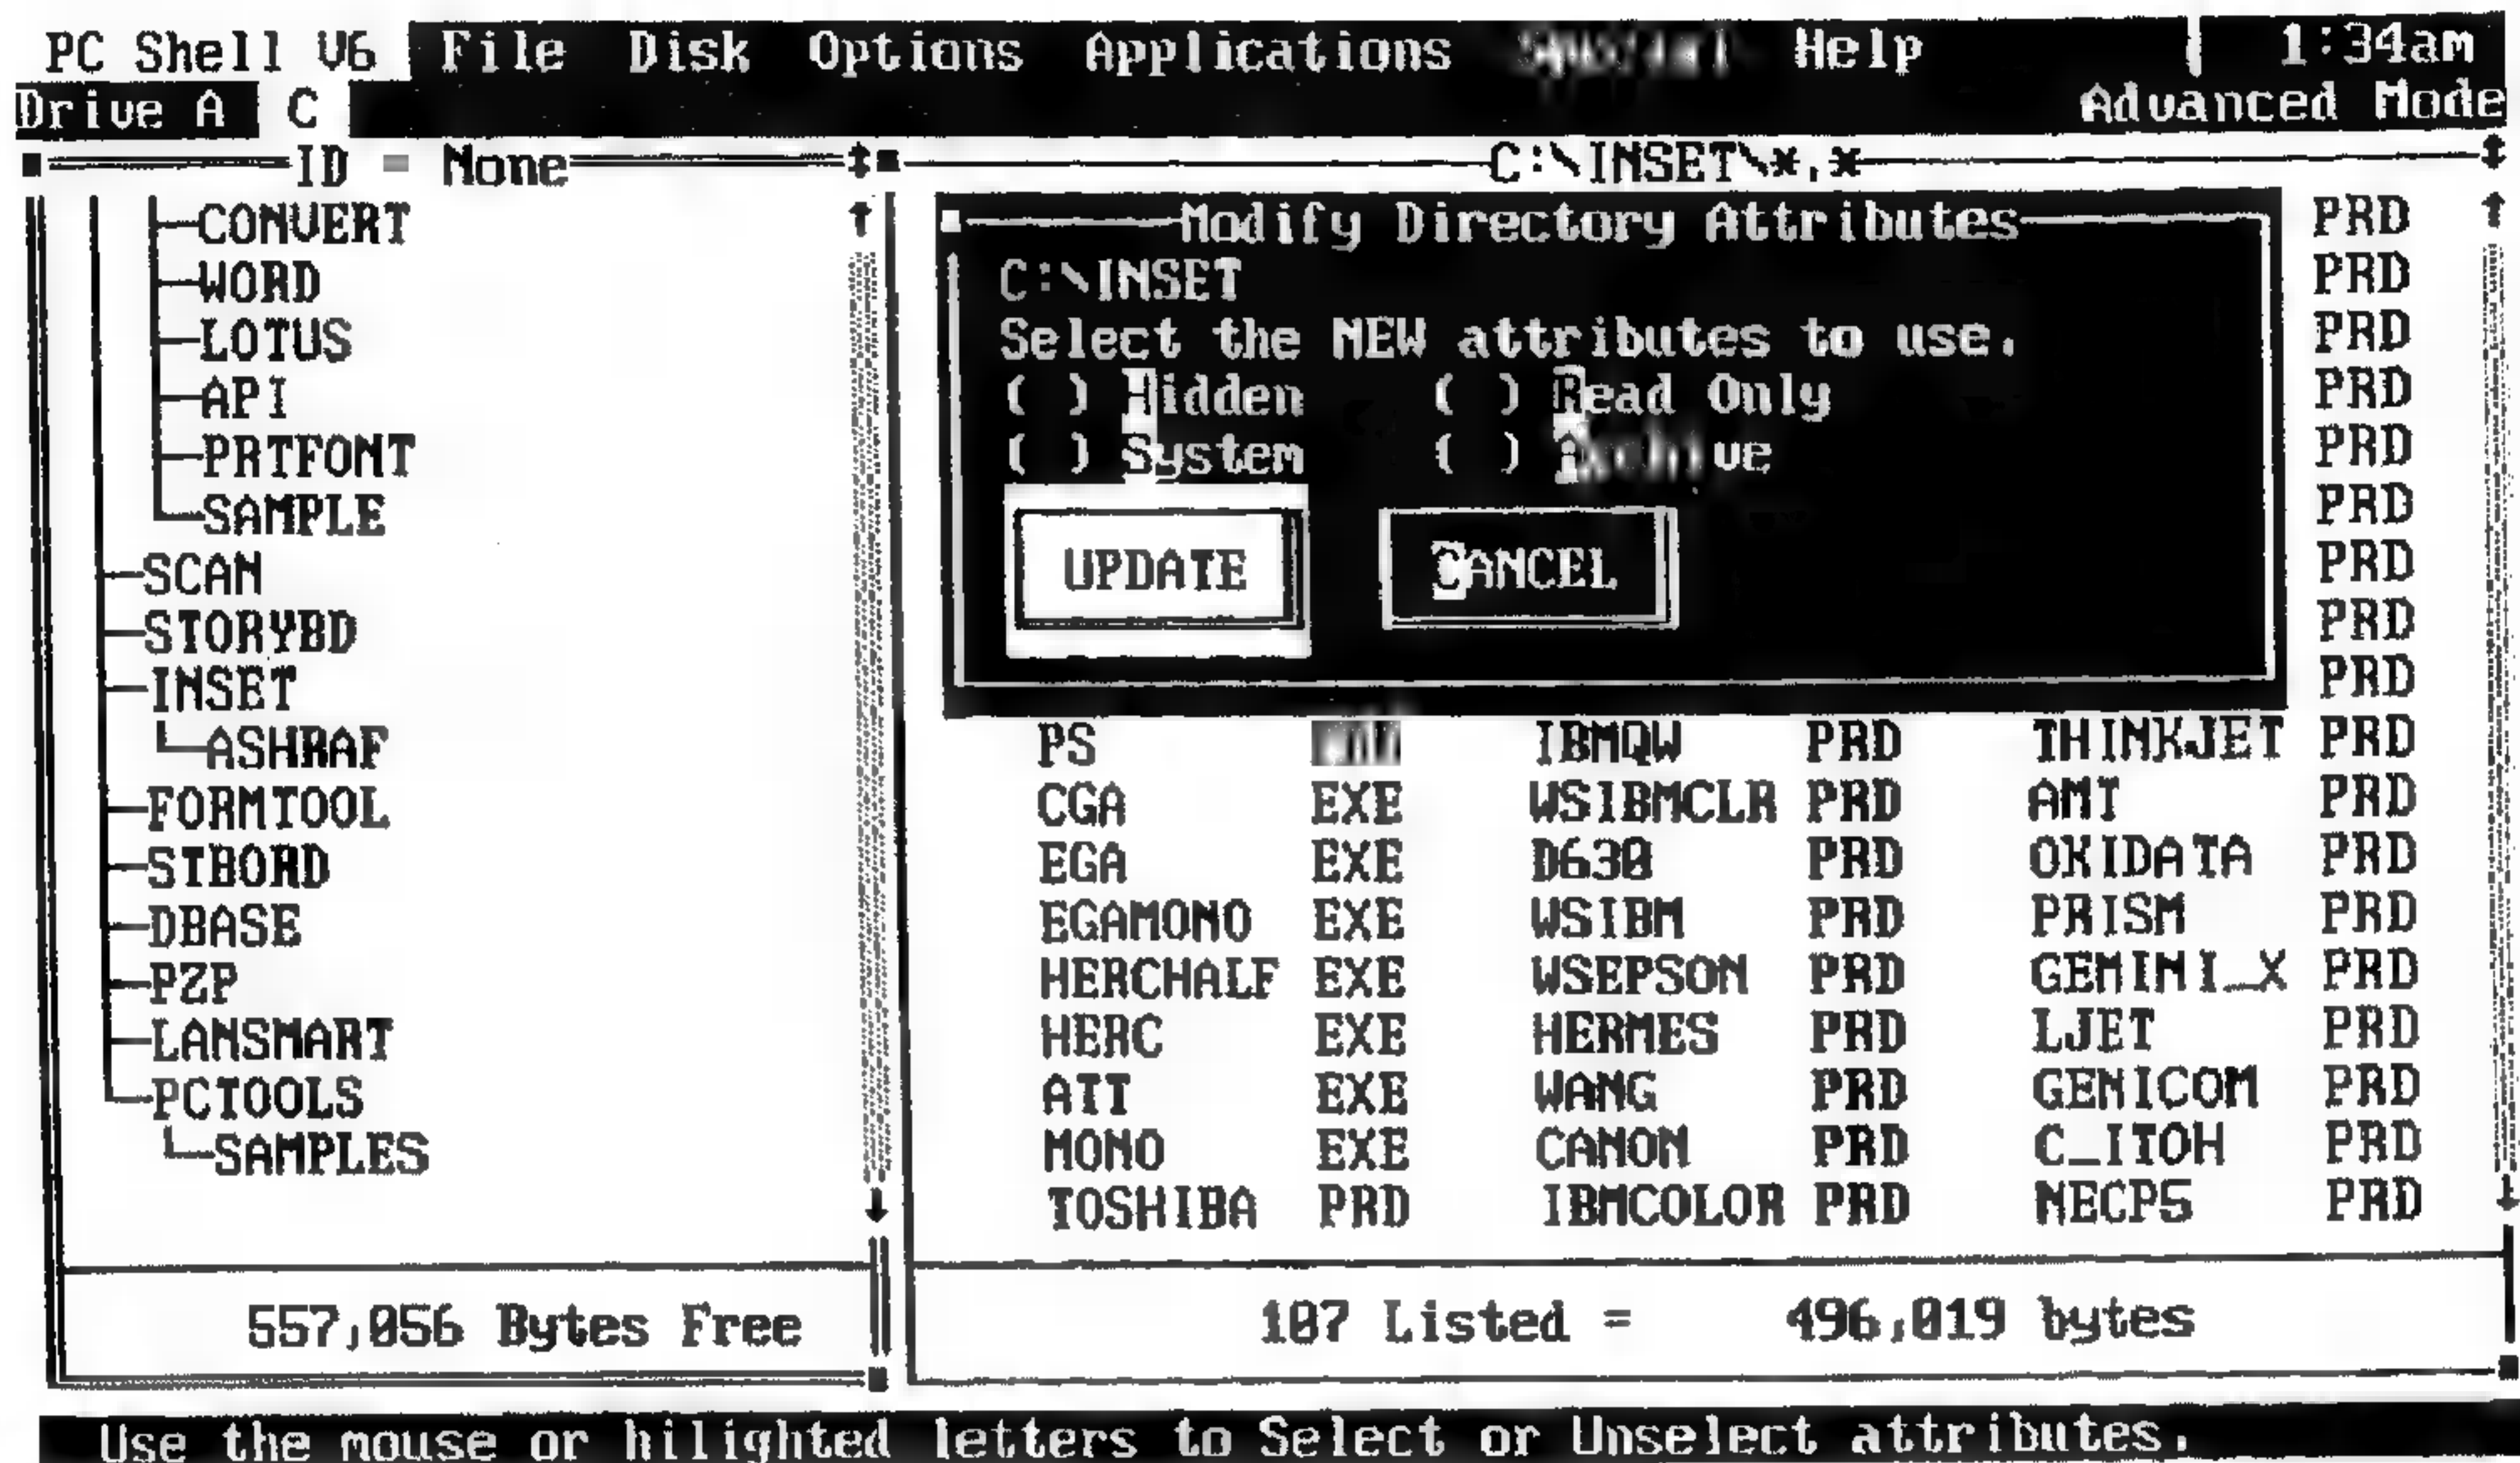 PC Shell V6 File Disk Options Applications Help 1:34am
Drive A C Advanced Mode
ID = None
CONVERT
WORD
LOTUS
API
PRTFONT
SAMPLE
SCAN
STORYBD
INSET
ASHRAF
FORMTOOL
STBORD
DBASE
PZP
LANSMART
PCTOOLS
SAMPLES
557,056 Bytes Free
C:\INSET\*.*
Modify Directory Attributes
C:\INSET
Select the NEW attributes to use.
( ) Hidden ( ) Read Only
( ) System ( )
UPDATE CANCEL
PRD
PRD
PRD
PRD
PRD
PRD
PRD
PRD
PRD
PS IBMQW PRD THINKJET PRD
CGA EXE WSIBMCLR PRD AMT PRD
EGA EXE D630 PRD OKIDATA PRD
EGAMONO EXE WSIBM PRD PRISM PRD
HERCHALF EXE WSEPSON PRD GEMINI_X PRD
HERC EXE HERMES PRD LJET PRD
ATT EXE WANG PRD GENICOM PRD
MONO EXE CANON PRD C_ITOH PRD
TOSHIBA PRD IBMCOLOR PRD NECP5 PRD
107 Listed = 496,019 bytes
Use the mouse or hilighted letters to Select or Unselect attributes.